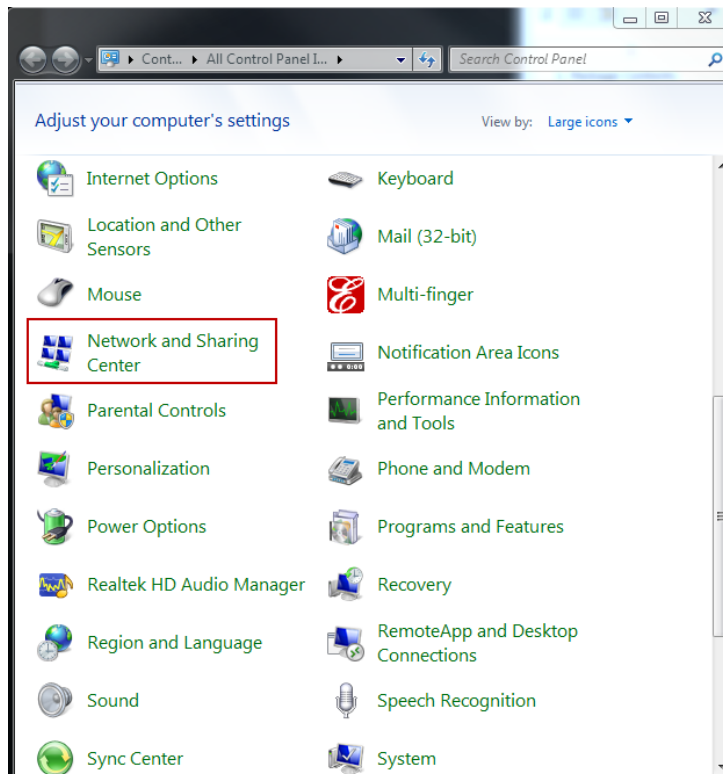 Cont... All Control Panel I... Search Control Panel
Adjust your computer's settings View by: Large icons
Internet Options Keyboard
Location and Other
Sensors
Mail (32-bit)
Mouse Multi-finger
Network and Sharing
Center
Notification Area Icons
Parental Controls
Performance Information
and Tools
Personalization Phone and Modem
Power Options Programs and Features
Realtek HD Audio Manager Recovery
Region and Language
RemoteApp and Desktop
Connections
Sound Speech Recognition
Sync Center System